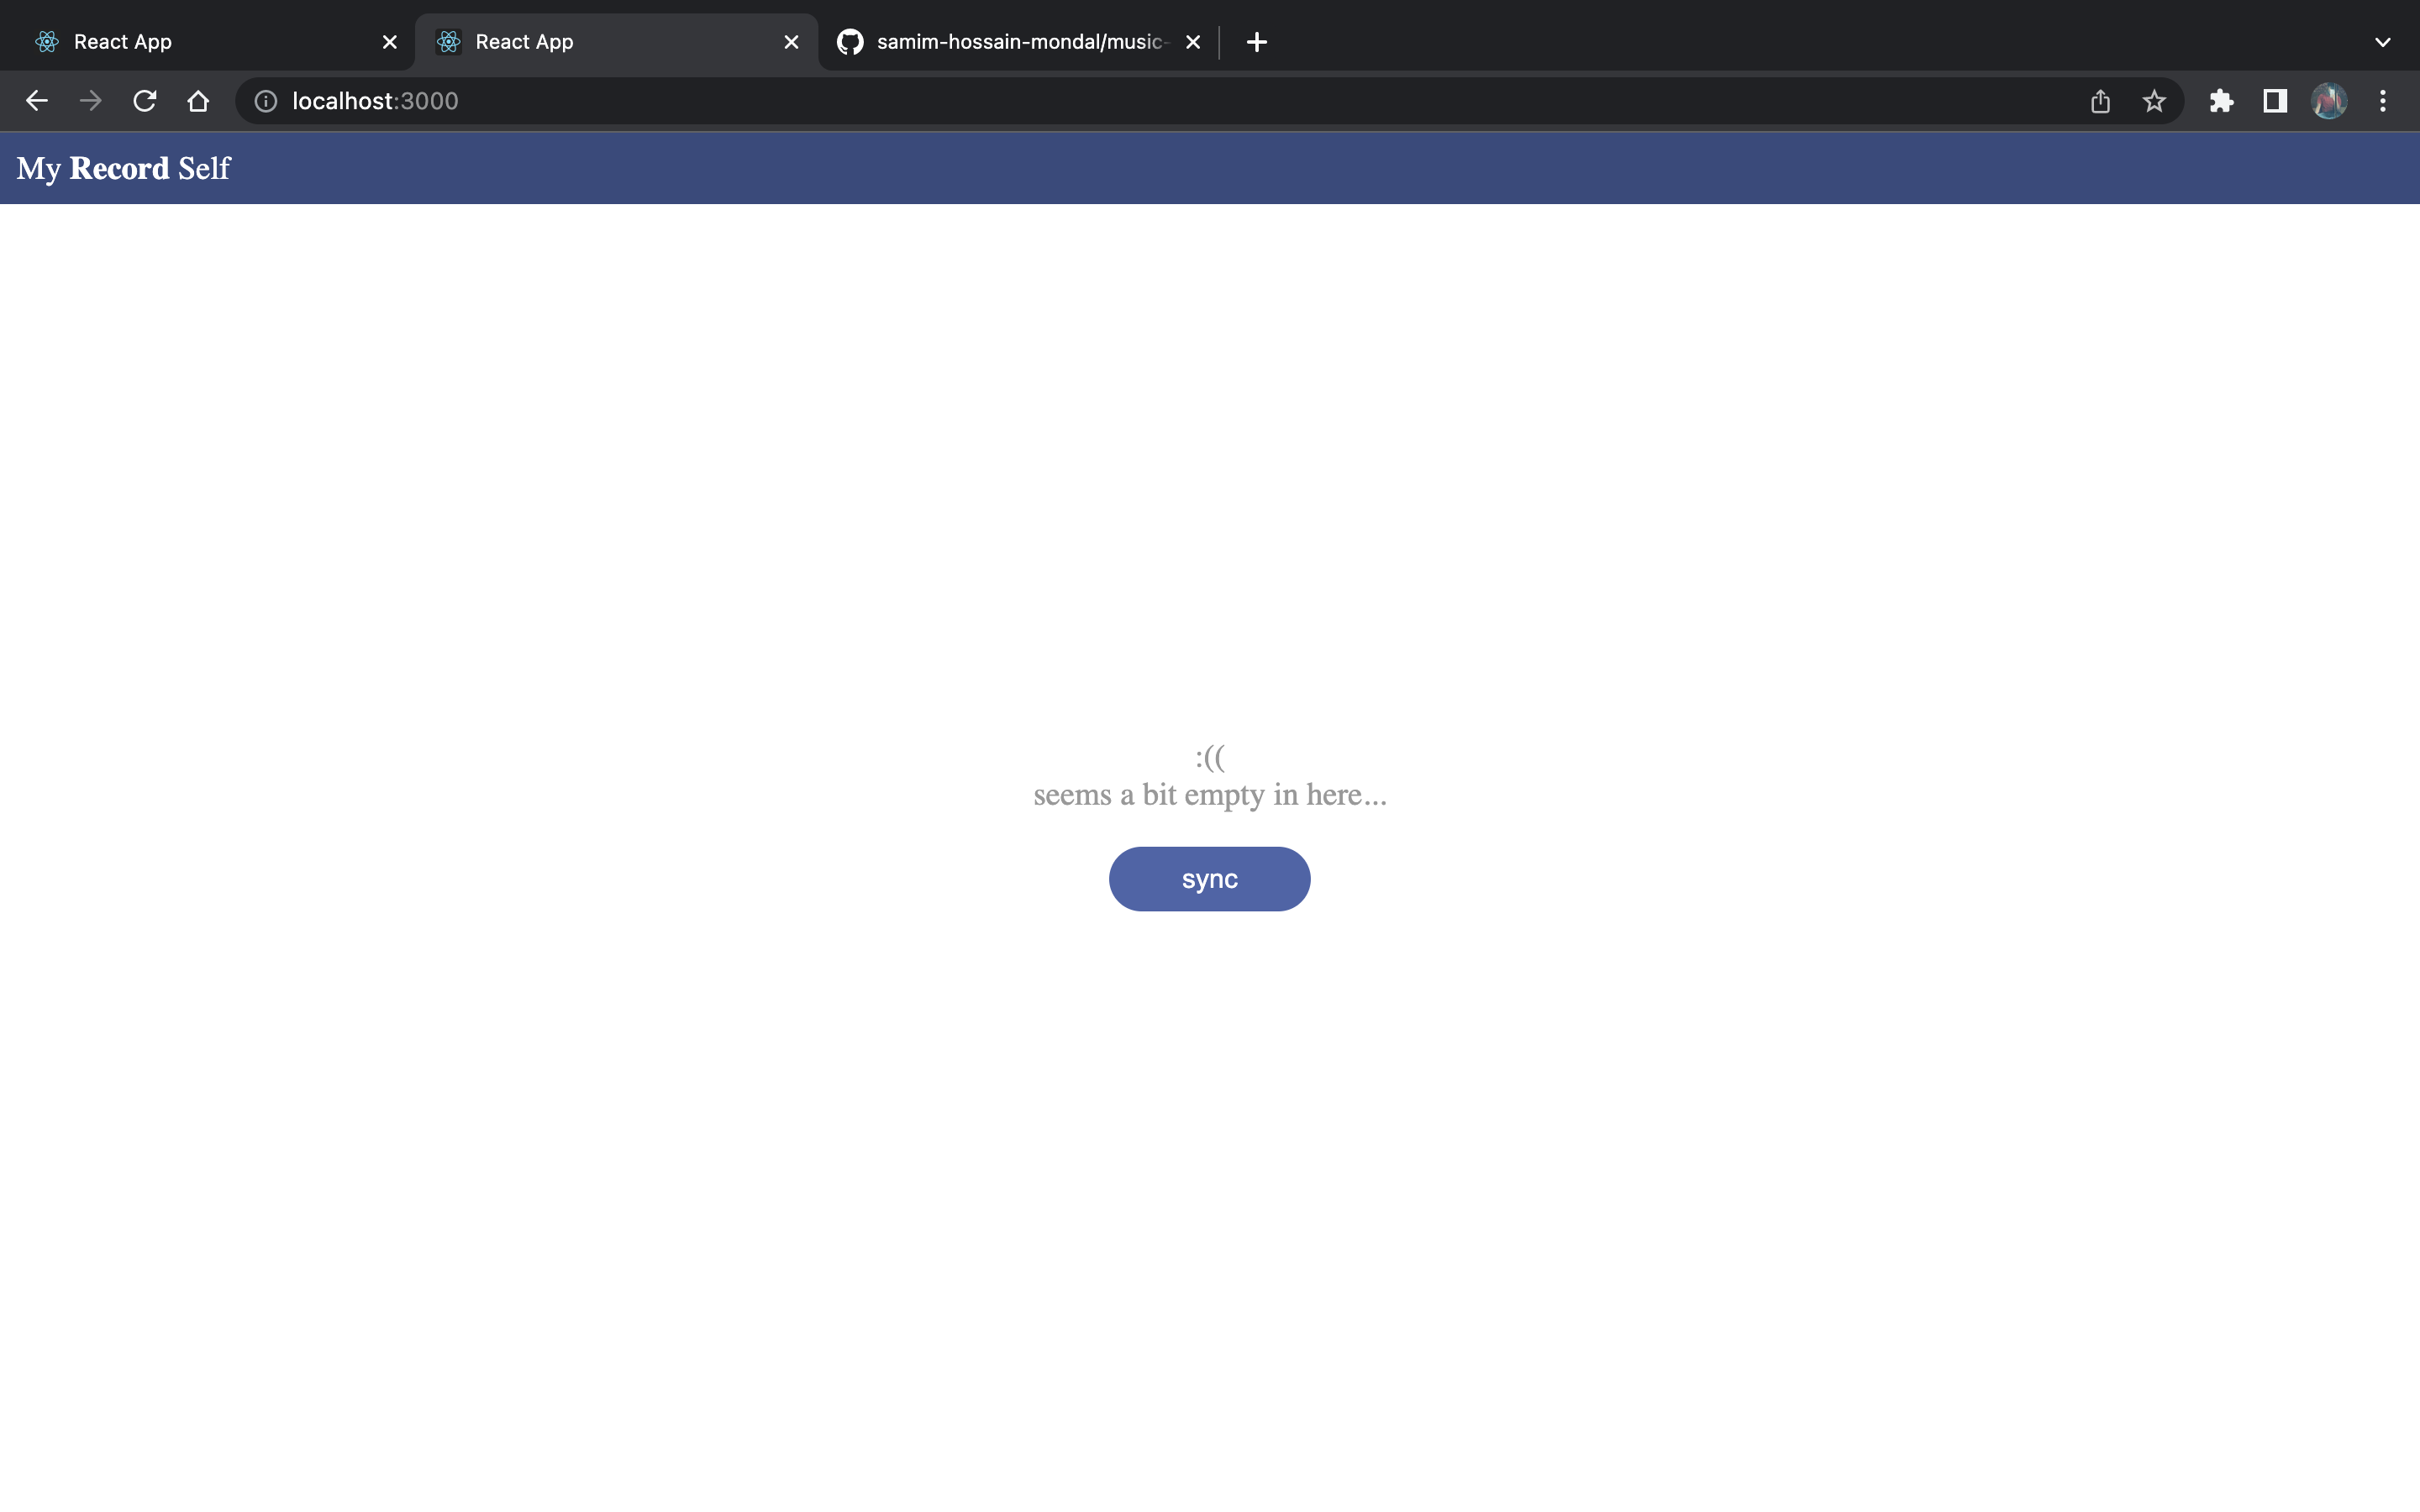 React App
React App
samim-hossain-mondal/music-
localhost:3000
My Record Self
:((
seems a bit empty in here...
sync